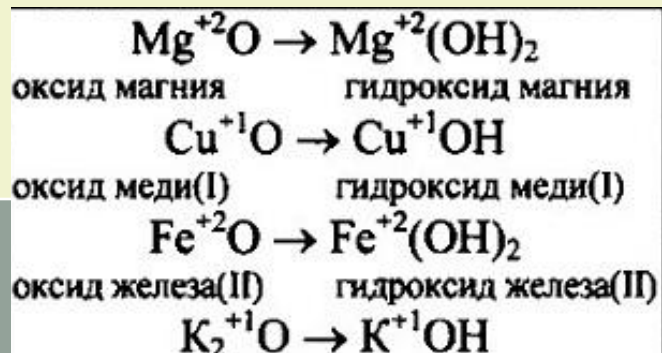 Mg⁺²O → Mg⁺²(OH)₂
оксид магния гидроксид магния
Cu⁺¹O → Cu⁺¹OH
оксид меди(I) гидроксид меди(I)
Fe⁺²O → Fe⁺²(OH)₂
оксид железа(II) гидроксид железа(II)
K₂⁺¹O → K⁺¹OH